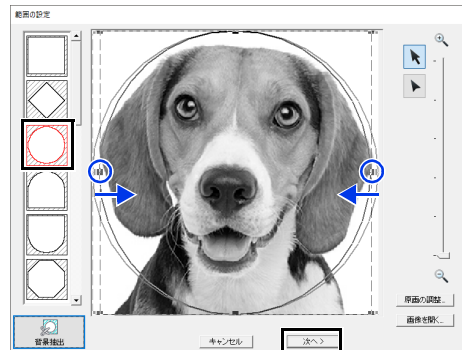 範囲の設定
原画の調整...
画像を開く...
背景抽出
キャンセル
次へ >